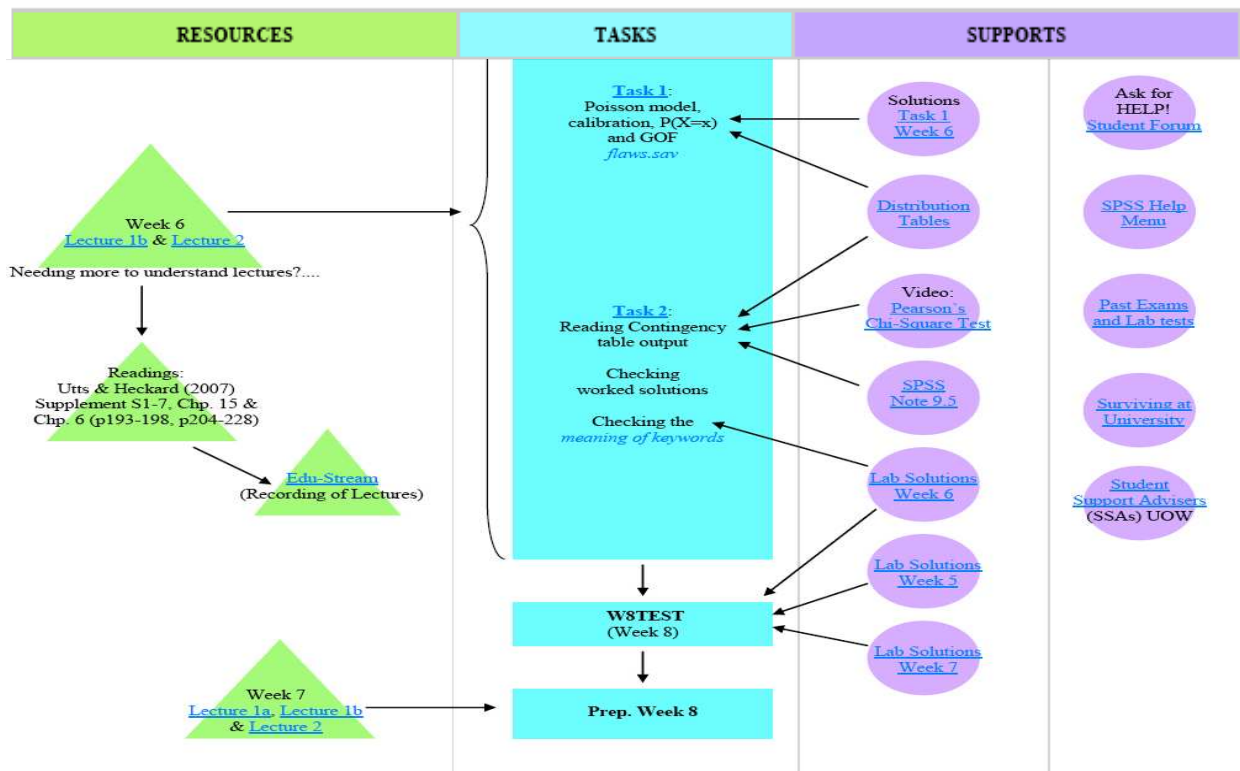 RESOURCES
TASKS
SUPPORTS
Week 6
Lecture 1b & Lecture 2
Needing more to understand lectures?....
Readings:
Utts & Heckard (2007)
Supplement S1-7, Chp. 15 &
Chp. 6 (p193-198, p204-228)
Edu-Stream
(Recording of Lectures)
Week 7
Lecture 1a, Lecture 1b
& Lecture 2
Task 1:
Poisson model,
calibration, P(X=x)
and GOF
flaws.sav
Task 2:
Reading Contingency
table output
Checking
worked solutions
Checking the
meaning of keywords
W8TEST
(Week 8)
Prep. Week 8
Solutions
Task 1
Week 6
Distribution
Tables
Video:
Pearson`s
Chi-Square Test
SPSS
Note 9.5
Lab Solutions
Week 6
Lab Solutions
Week 5
Lab Solutions
Week 7
Ask for
HELP!
Student Forum
SPSS Help
Menu
Past Exams
and Lab tests
Surviving at
University
Student
Support Advisers
(SSAs) UOW